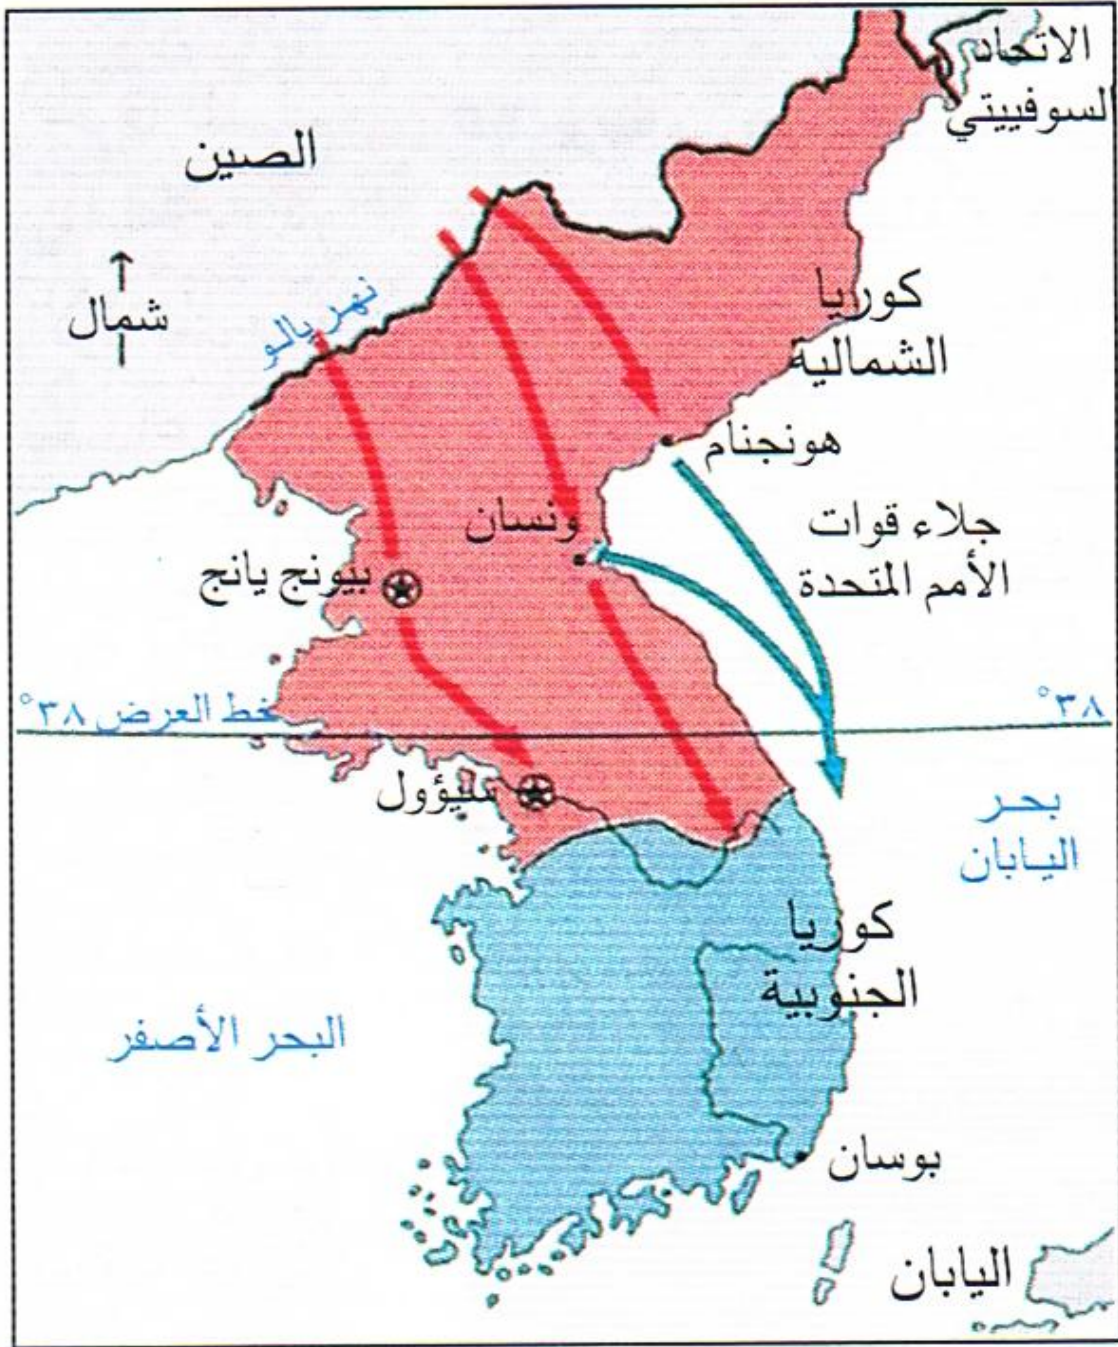 الاتحاد
السوفييتي
الصين
شمال
نهر يالو
كوريا
الشمالية
هونجنام
ونسان
جلاء قوات
الأمم المتحدة
بيونج يانج
خط العرض ٣٨°
٣٨°
سيؤول
بحر
اليابان
كوريا
الجنوبية
البحر الأصفر
بوسان
اليابان